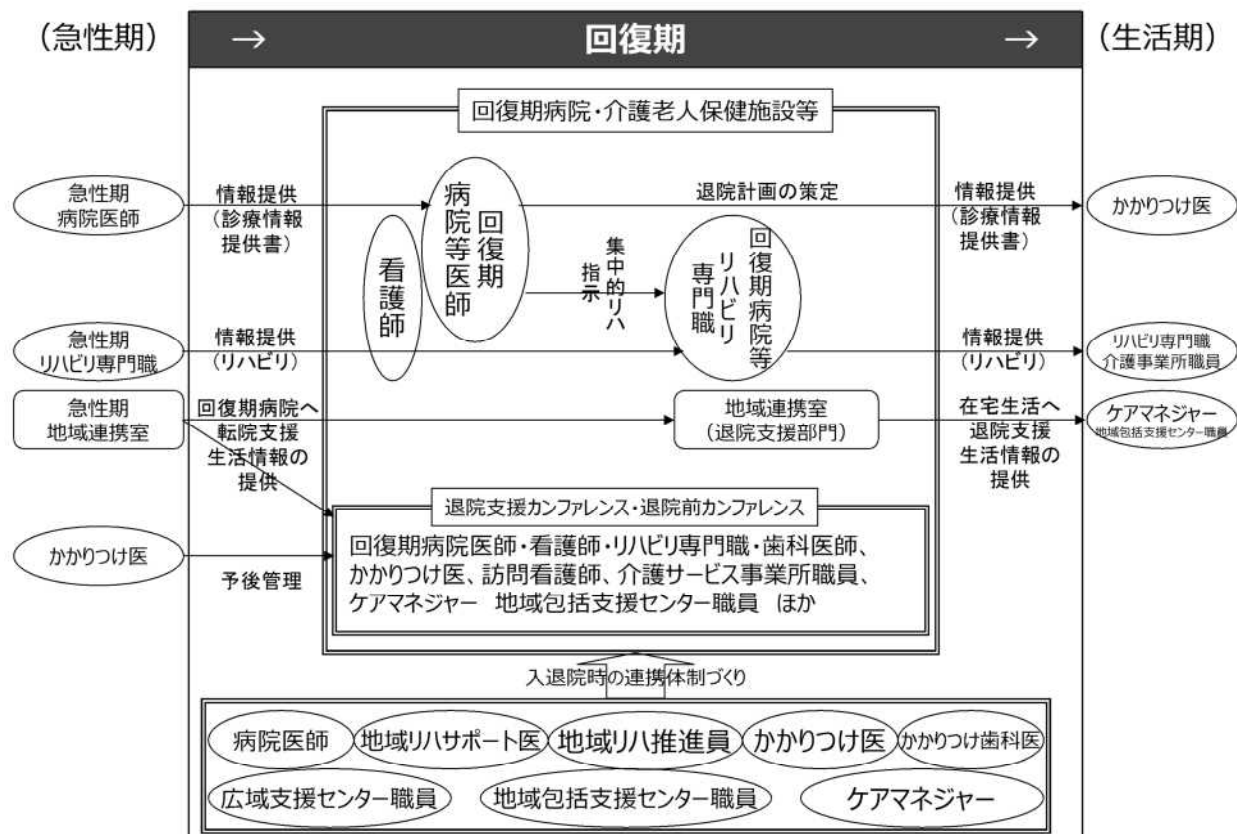 （急性期）
→
回復期
→
（生活期）
回復期病院・介護老人保健施設等
急性期
病院医師
情報提供
（診療情報
提供書）
看護師
回復期
病院等医師
退院計画の策定
集中的リハ
指示
回復期病院等
リハビリ
専門職
情報提供
（診療情報
提供書）
かかりつけ医
急性期
リハビリ専門職
情報提供
（リハビリ）
情報提供
（リハビリ）
リハビリ専門職
介護事業所職員
急性期
地域連携室
回復期病院へ
転院支援
生活情報の
提供
地域連携室
（退院支援部門）
在宅生活へ
退院支援
生活情報の
提供
ケアマネジャー
地域包括支援センター職員
かかりつけ医
予後管理
退院支援カンファレンス・退院前カンファレンス
回復期病院医師・看護師・リハビリ専門職・歯科医師、
かかりつけ医、訪問看護師、介護サービス事業所職員、
ケアマネジャー　地域包括支援センター職員　ほか
入退院時の連携体制づくり
病院医師
地域リハサポート医
地域リハ推進員
かかりつけ医
かかりつけ歯科医
広域支援センター職員
地域包括支援センター職員
ケアマネジャー